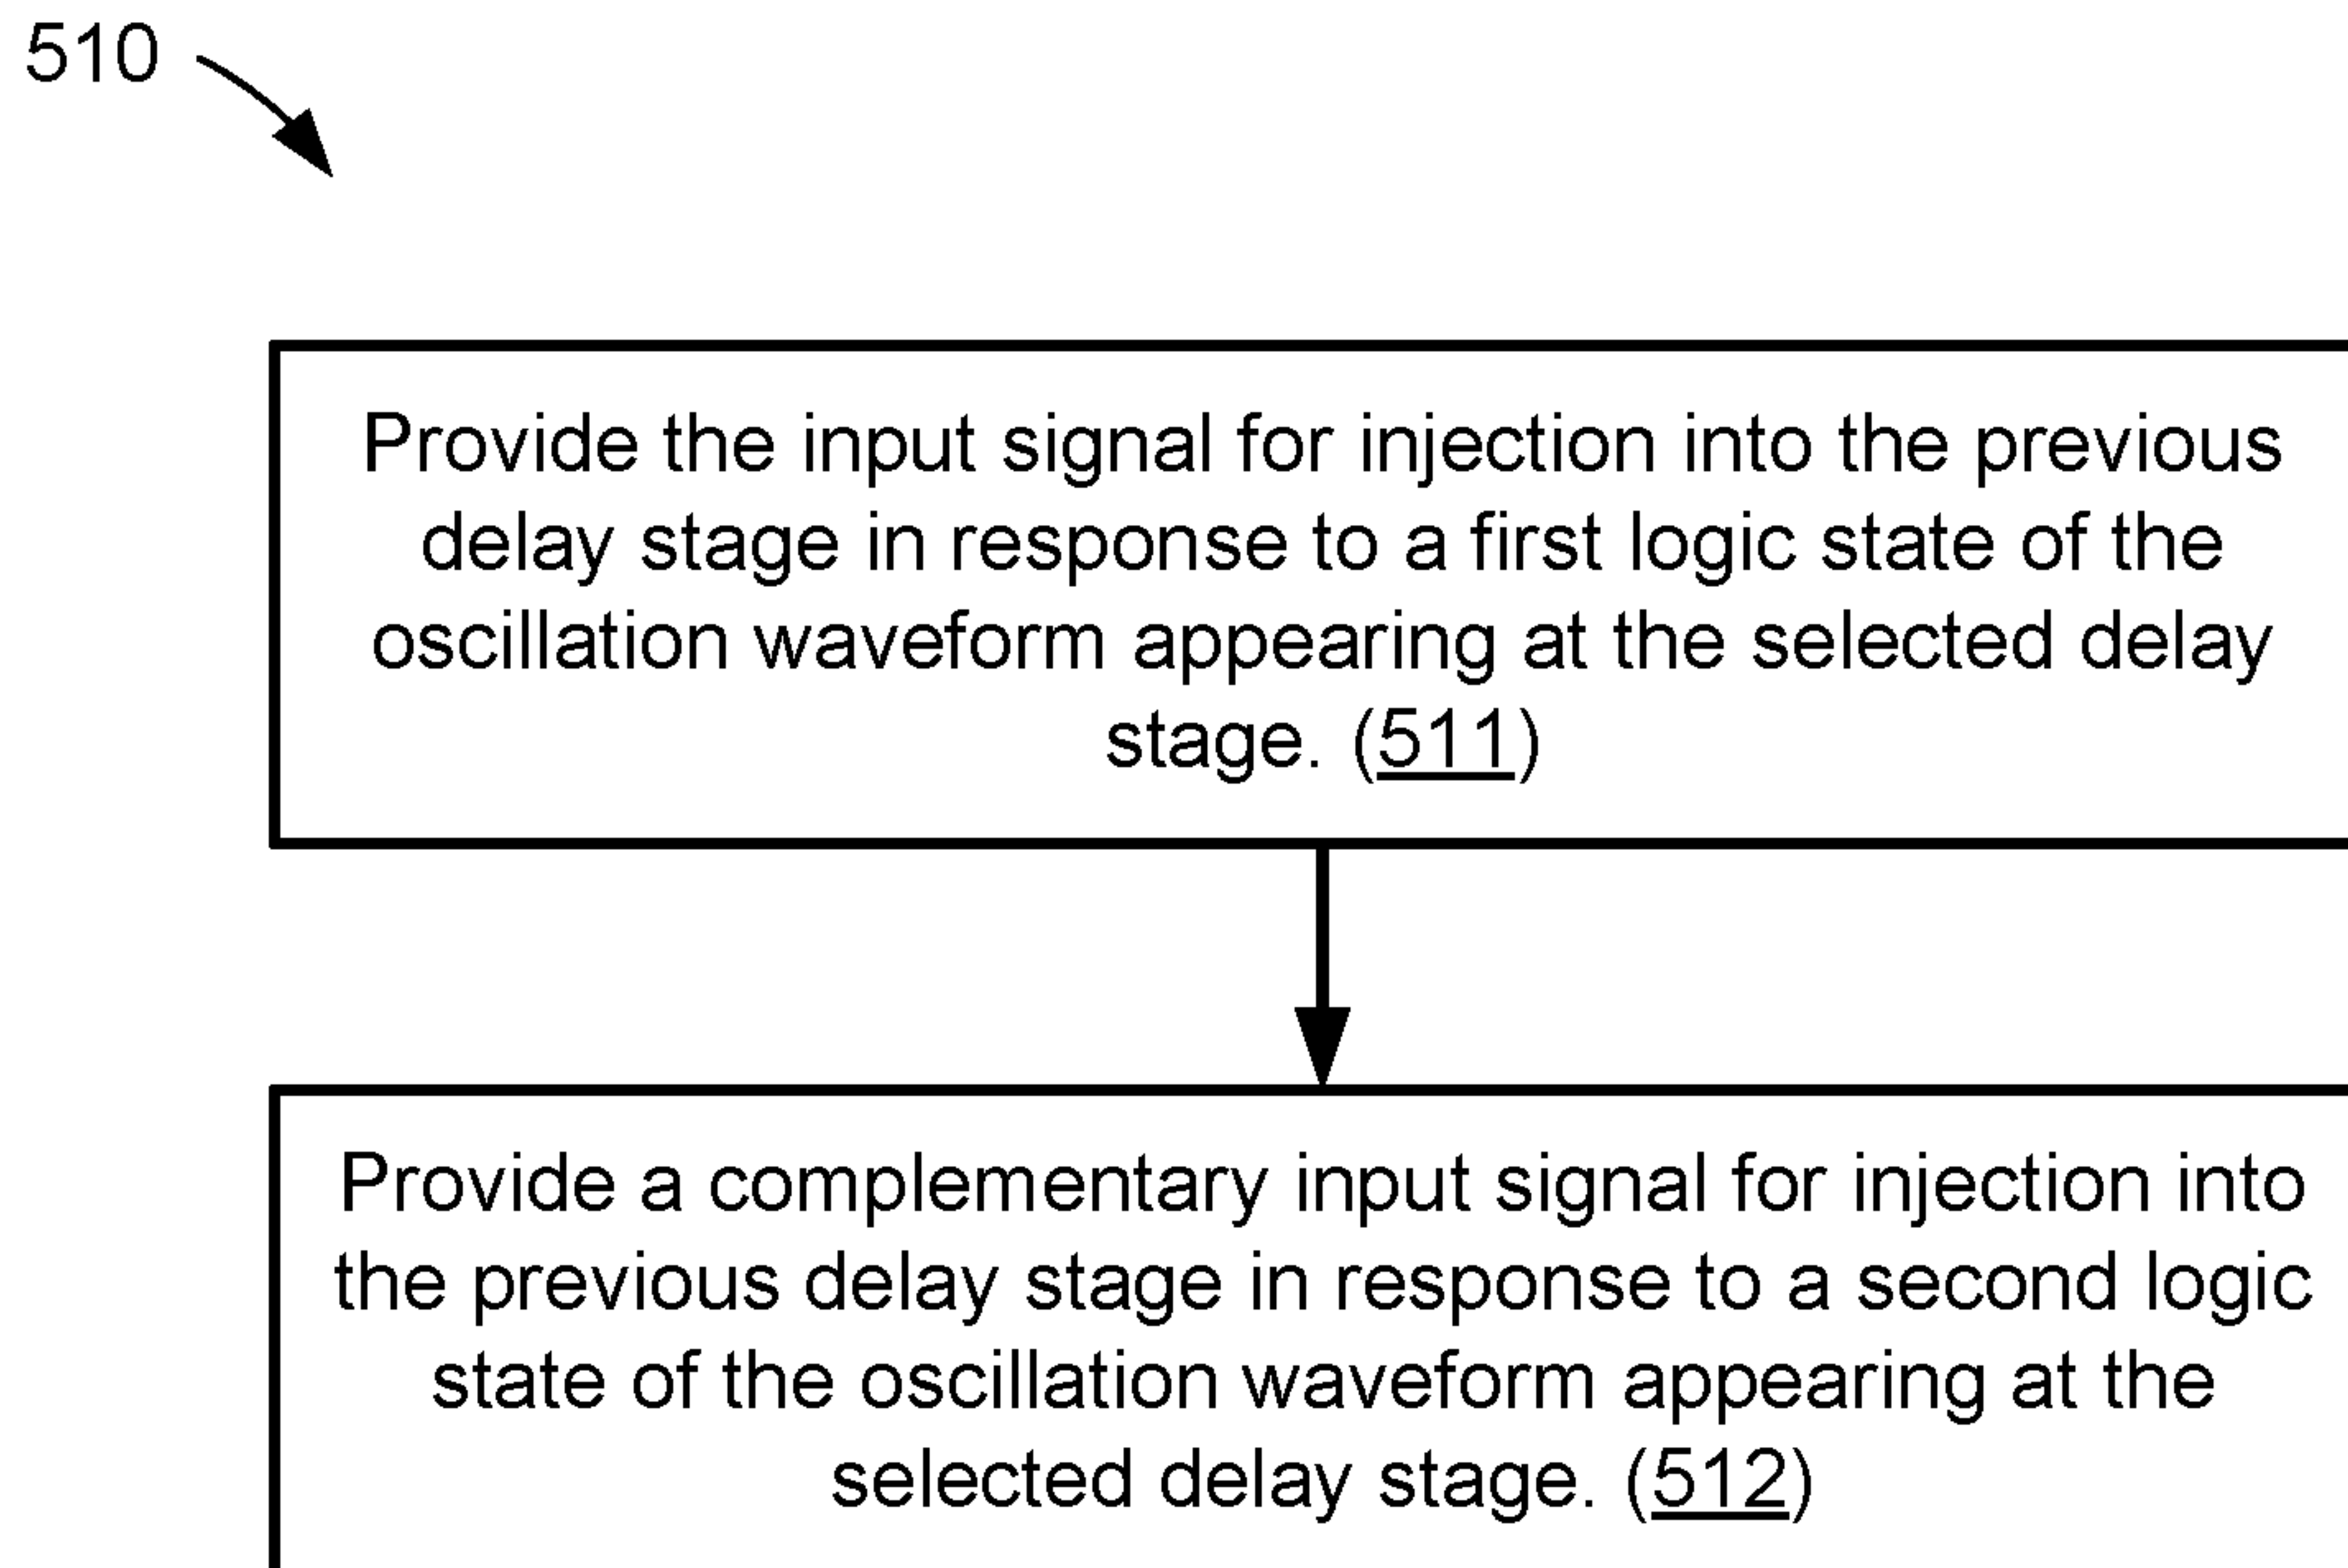 510
Provide the input signal for injection into the previous
delay stage in response to a first logic state of the
oscillation waveform appearing at the selected delay
stage. (511)
Provide a complementary input signal for injection into
the previous delay stage in response to a second logic
state of the oscillation waveform appearing at the
selected delay stage. (512)